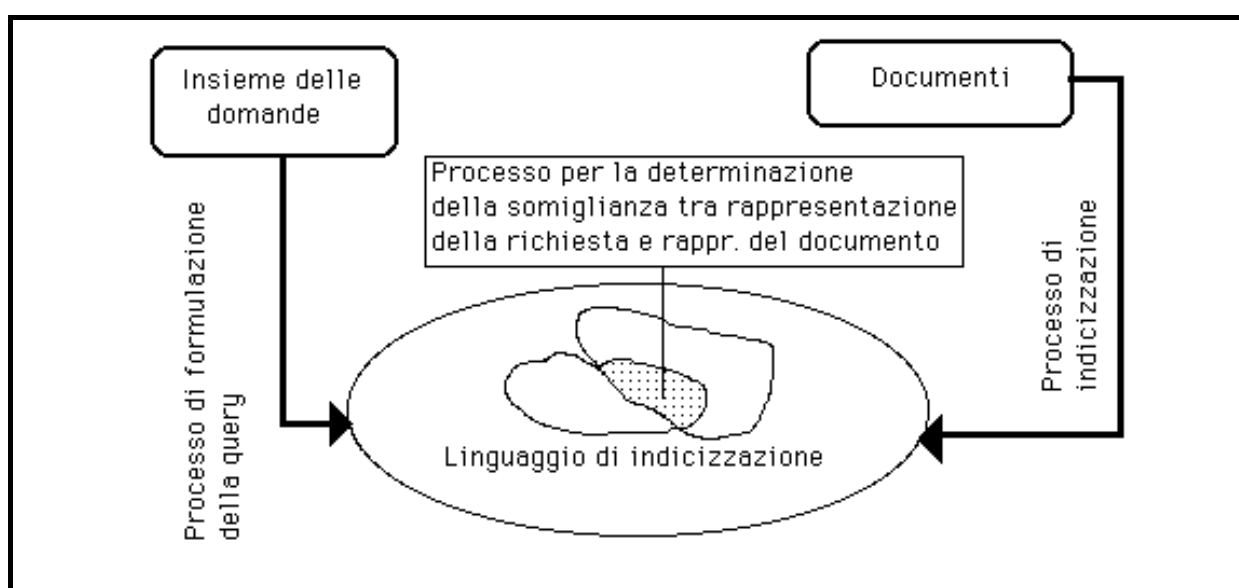 Insieme delle
domande
Documenti
Processo per la determinazione
della somiglianza tra rappresentazione
della richiesta e rappr. del documento
Processo di formulazione
della query
Processo di
indicizzazione
Linguaggio di indicizzazione